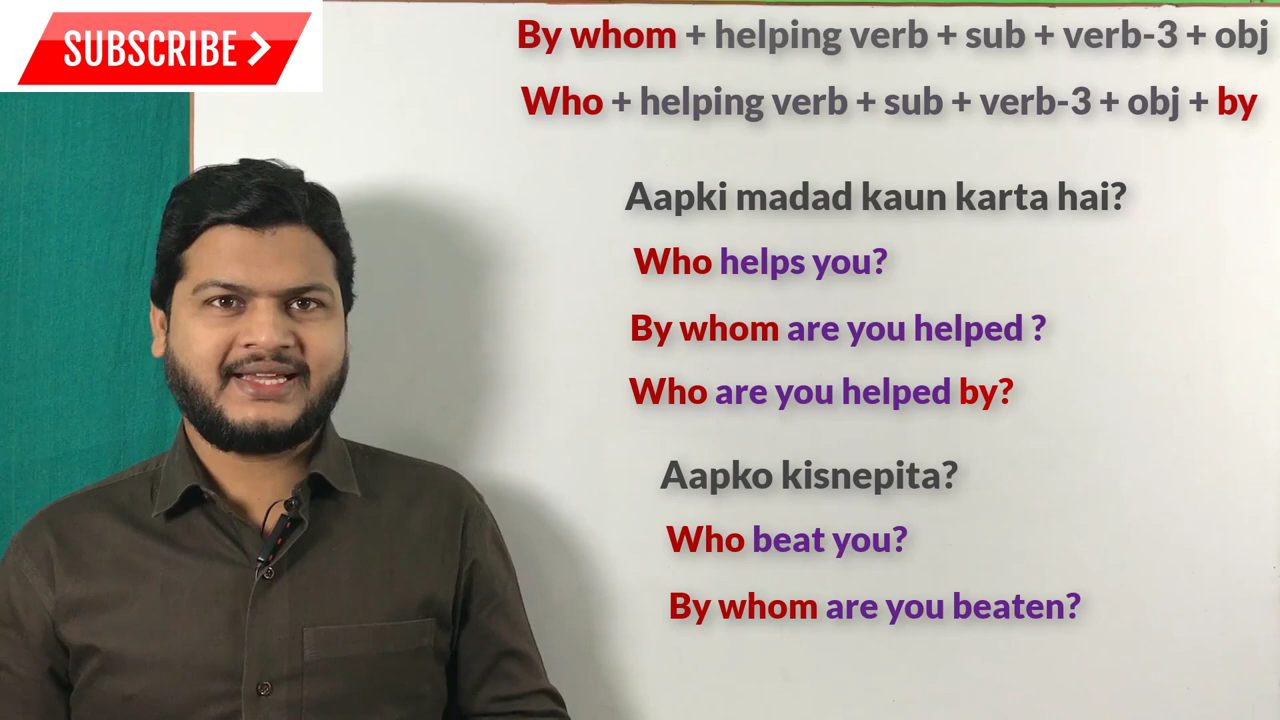 SUBSCRIBE
By whom + helping verb + sub + verb-3 + obj
Who + helping verb + sub + verb-3 + obj + by
Aapki madad kaun karta hai?
Who helps you?
By whom are you helped ?
Who are you helped by?
Aapko kisnepita?
Who beat you?
By whom are you beaten?